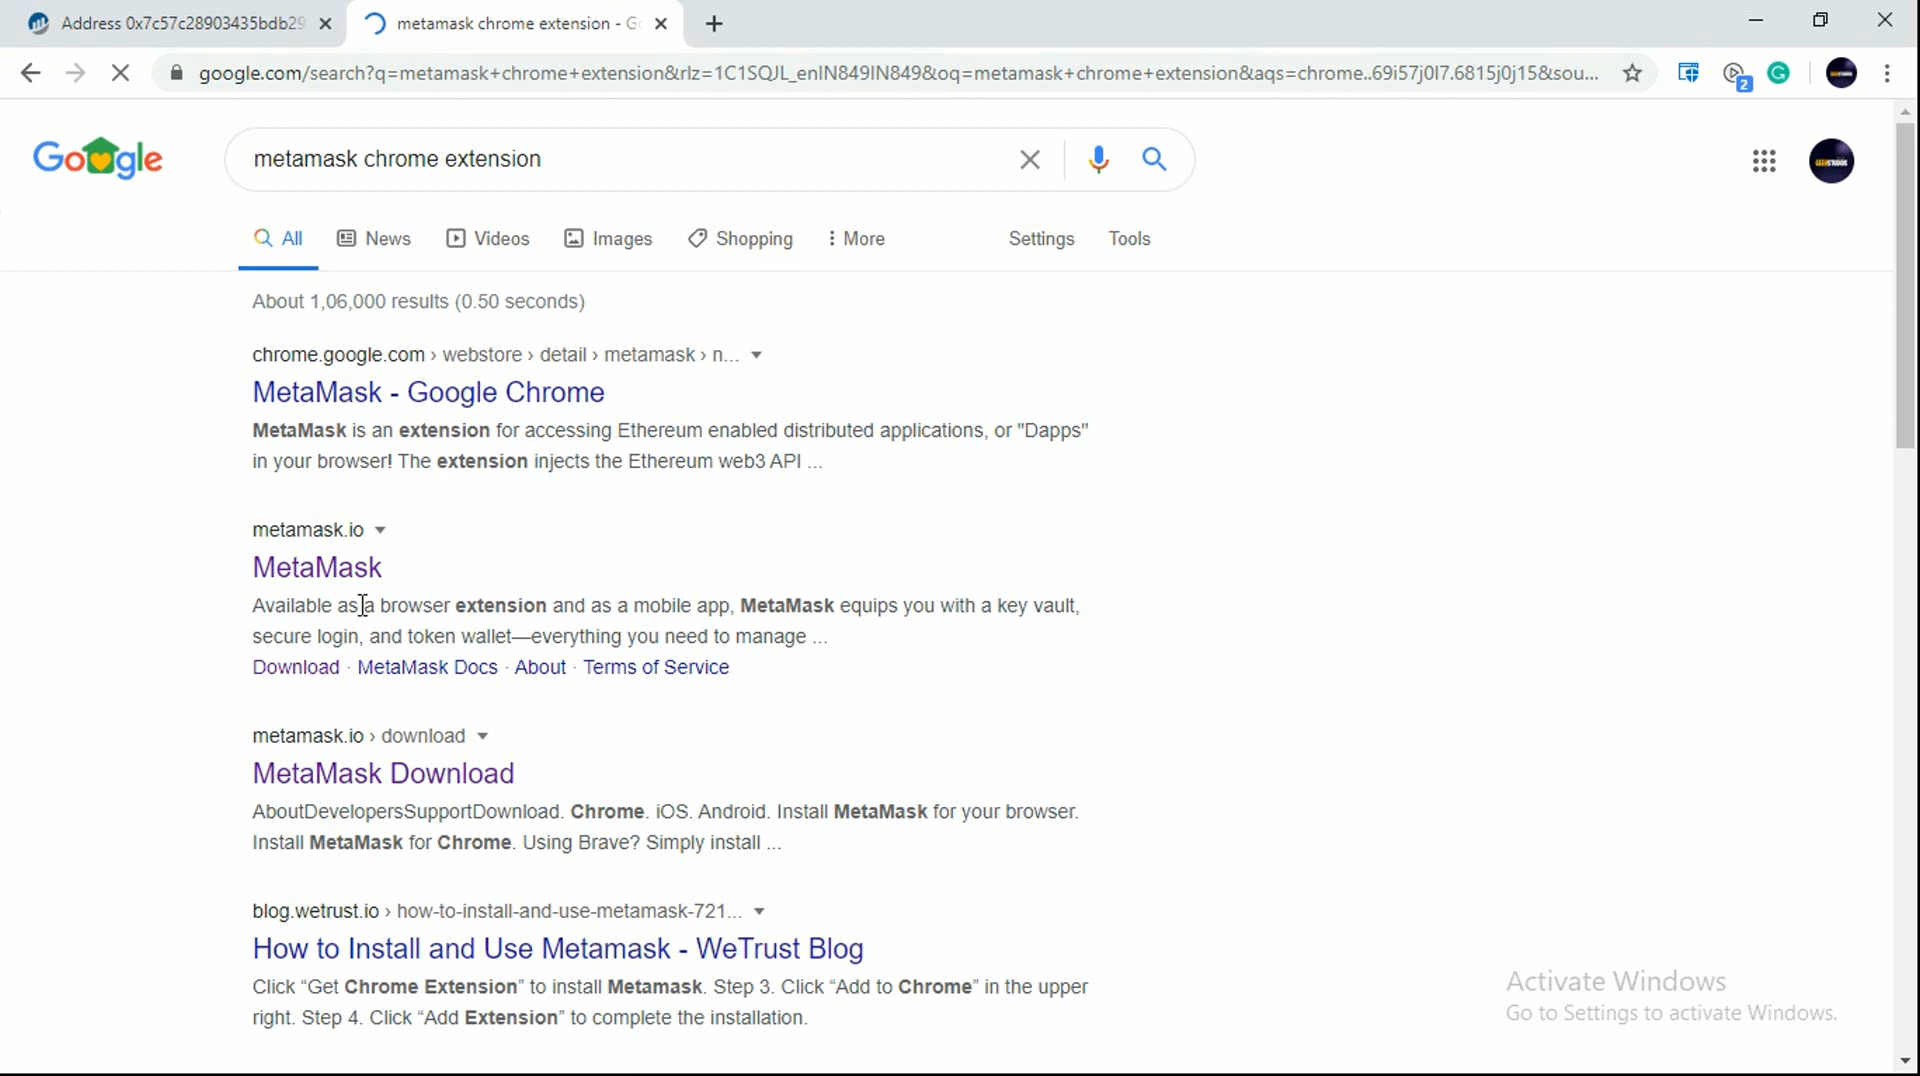 Address 0x7c57c28903435bdb29
metamask chrome extension - G
google.com/search?q=metamask+chrome+extension&rlz=1C1SQJL_enIN849IN849&oq=metamask+chrome+extension&aqs=chrome..69i57j0l7.6815j0j15&sou...
2
Google
metamask chrome extension
All News Videos Images Shopping More Settings Tools
About 1,06,000 results (0.50 seconds)
chrome.google.com › webstore › detail › metamask › n...
MetaMask - Google Chrome
MetaMask is an extension for accessing Ethereum enabled distributed applications, or "Dapps"
in your browser! The extension injects the Ethereum web3 API ...
metamask.io
MetaMask
Available as a browser extension and as a mobile app, MetaMask equips you with a key vault,
secure login, and token wallet—everything you need to manage ...
Download · MetaMask Docs · About · Terms of Service
metamask.io › download
MetaMask Download
AboutDevelopersSupportDownload. Chrome. iOS. Android. Install MetaMask for your browser.
Install MetaMask for Chrome. Using Brave? Simply install ...
blog.wetrust.io › how-to-install-and-use-metamask-721...
How to Install and Use Metamask - WeTrust Blog
Click “Get Chrome Extension” to install Metamask. Step 3. Click “Add to Chrome” in the upper
right. Step 4. Click “Add Extension” to complete the installation.
Activate Windows
Go to Settings to activate Windows.